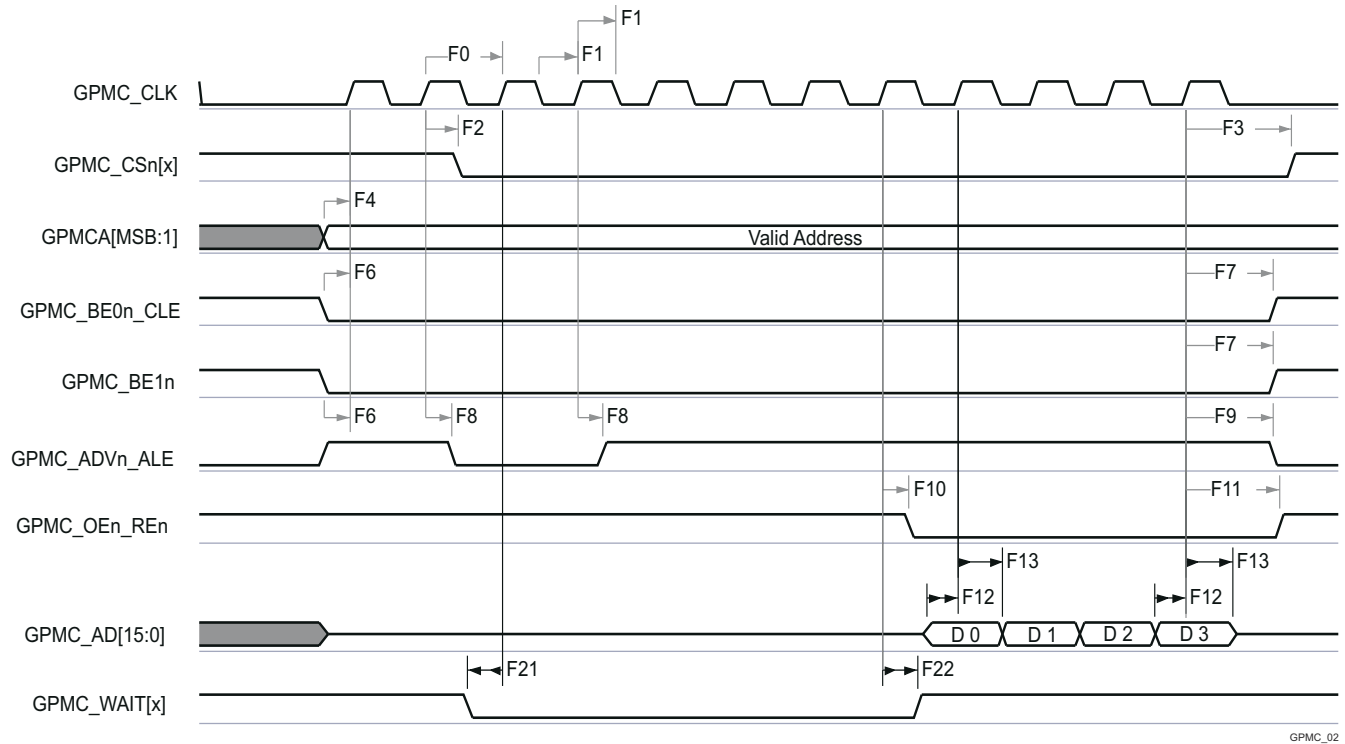 F1
F0
F1
GPMC_CLK
F2
F3
GPMC_CSn[x]
F4
GPMCA[MSB:1]
Valid Address
F6
F7
GPMC_BE0n_CLE
F7
GPMC_BE1n
F6
F8
F8
F9
GPMC_ADVn_ALE
F10
F11
GPMC_OEn_REn
F13
F13
F12
F12
GPMC_AD[15:0]
D 0
D 1
D 2
D 3
F21
F22
GPMC_WAIT[x]
GPMC_02